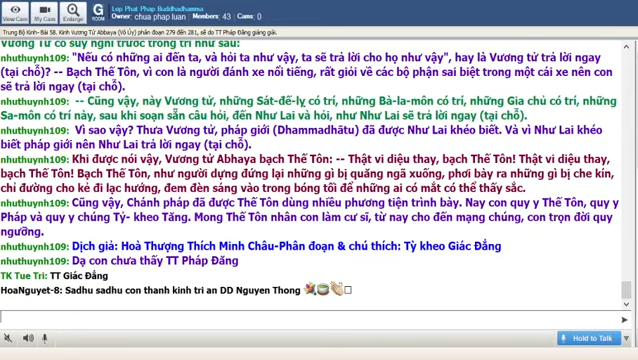 Lep Phat Phap Buddhadhamma
Owner: chua phap luan   Members: 43   Cams: 0
View Cam
My Cam
Enlarge
G
ROOM
Trung Bộ Kinh- Bài 58. Kinh Vương Tử Abhaya (Vô Úy) phân đoạn 279 đến 281, sẽ do TT Pháp Đăng giảng giải.
Vương Tử có suy nghĩ trước trong trí như sau:
nhuthuynh109: "Nếu có những ai đến ta, và hỏi ta như vậy, ta sẽ trả lời cho họ như vậy", hay là Vương tử trả lời ngay
(tại chỗ)? -- Bạch Thế Tôn, vì con là người đánh xe nổi tiếng, rất giỏi về các bộ phận sai biệt trong một cái xe nên con
sẽ trả lời ngay (tại chỗ).
nhuthuynh109: -- Cũng vậy, này Vương tử, những Sát-đế-lỵ có trí, những Bà-la-môn có trí, những Gia chủ có trí, những
Sa-môn có trí này, sau khi soạn sẵn câu hỏi, đến Như Lai và hỏi, như Như Lai sẽ trả lời ngay (tại chỗ).
nhuthuynh109: Vì sao vậy? Thưa Vương tử, pháp giới (Dhammadhātu) đã được Như Lai khéo biết. Và vì Như Lai khéo
biết pháp giới nên Như Lai trả lời ngay (tại chỗ).
nhuthuynh109: Khi được nói vậy, Vương tử Abhaya bạch Thế Tôn: -- Thật vi diệu thay, bạch Thế Tôn! Thật vi diệu thay,
bạch Thế Tôn! Bạch Thế Tôn, như người dựng đứng lại những gì bị quăng ngã xuống, phơi bày ra những gì bị che kín,
chỉ đường cho kẻ đi lạc hướng, đem đèn sáng vào trong bóng tối để những ai có mắt có thể thấy sắc.
nhuthuynh109: Cũng vậy, Chánh pháp đã được Thế Tôn dùng nhiều phương tiện trình bày. Nay con quy y Thế Tôn, quy y
Pháp và quy y chúng Tỷ- kheo Tăng. Mong Thế Tôn nhân con làm cư sĩ, từ nay cho đến mạng chung, con trọn đời quy
ngưỡng.
nhuthuynh109: Dịch giả: Hoà Thượng Thích Minh Châu-Phân đoạn & chú thích: Tỳ kheo Giác Đẳng
nhuthuynh109: Dạ con chưa thấy TT Pháp Đăng
TK Tue Tri: TT Giác Đẳng
HoaNguyet-8: Sadhu sadhu con thanh kinh tri an DD Nguyen Thong
Hold to Talk